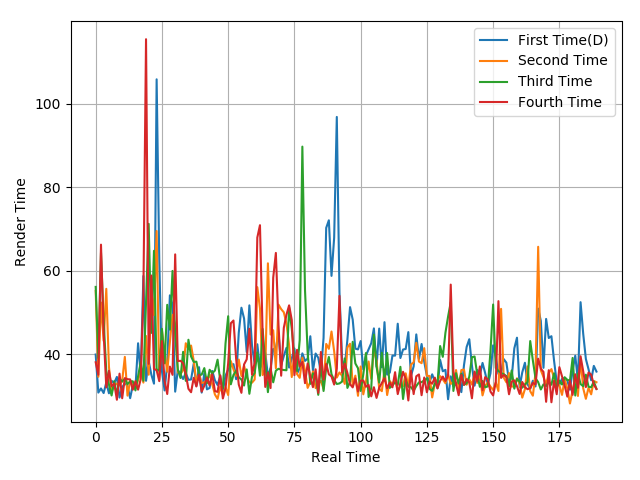 First Time(D)
Second Time
Third Time
Fourth Time
100
80
60
40
Render Time
0
25
50
75
100
125
150
175
Real Time